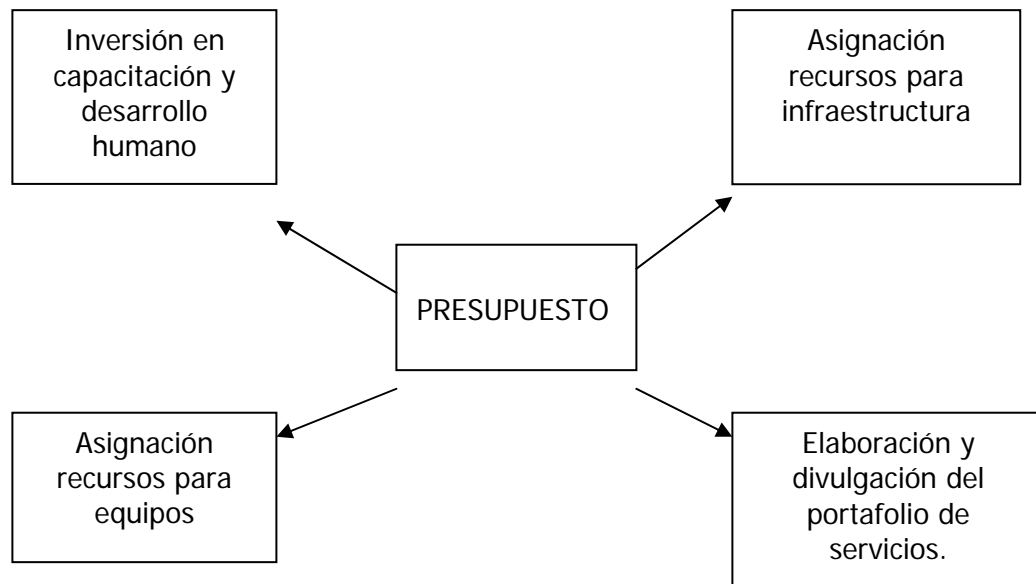 Inversión en
capacitación y
desarrollo
humano
Asignación
recursos para
infraestructura
PRESUPUESTO
Asignación
recursos para
equipos
Elaboración y
divulgación del
portafolio de
servicios.